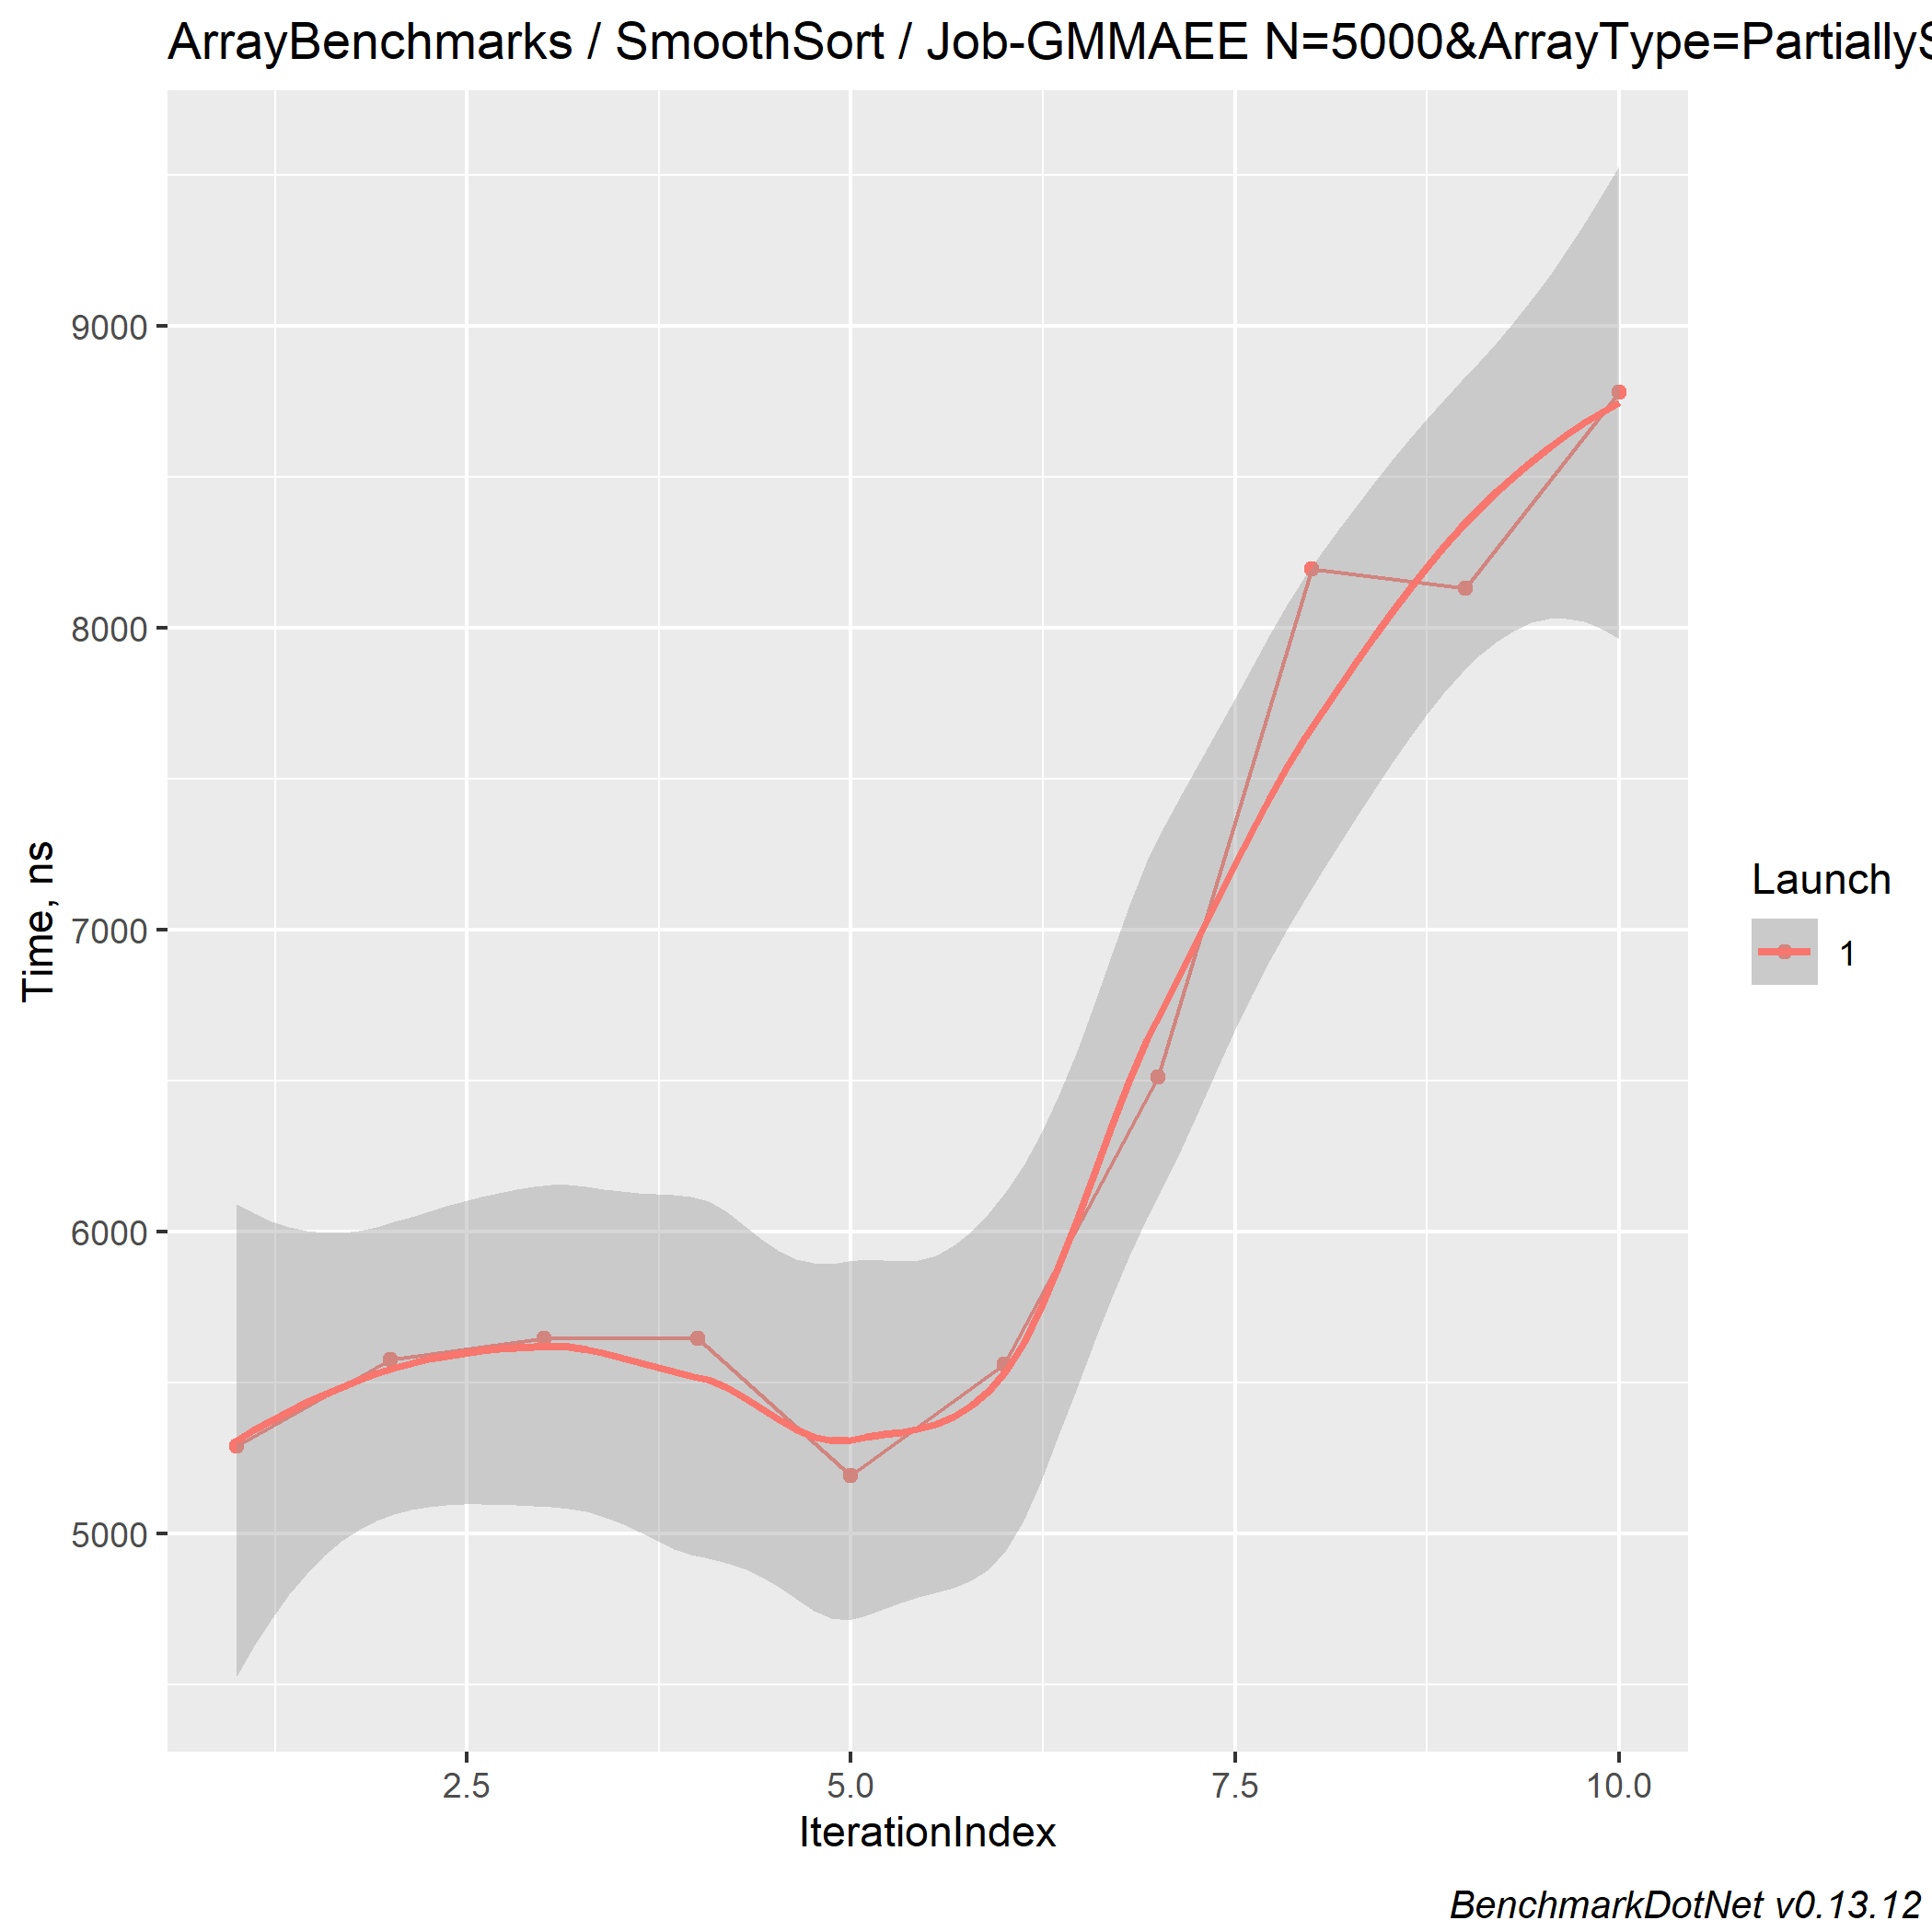 ArrayBenchmarks / SmoothSort / Job-GMMAEE N=5000&ArrayType=PartiallyS
9000
8000
7000
6000
5000
Time, ns
2.5 5.0 7.5 10.0
IterationIndex
Launch
1
BenchmarkDotNet v0.13.12